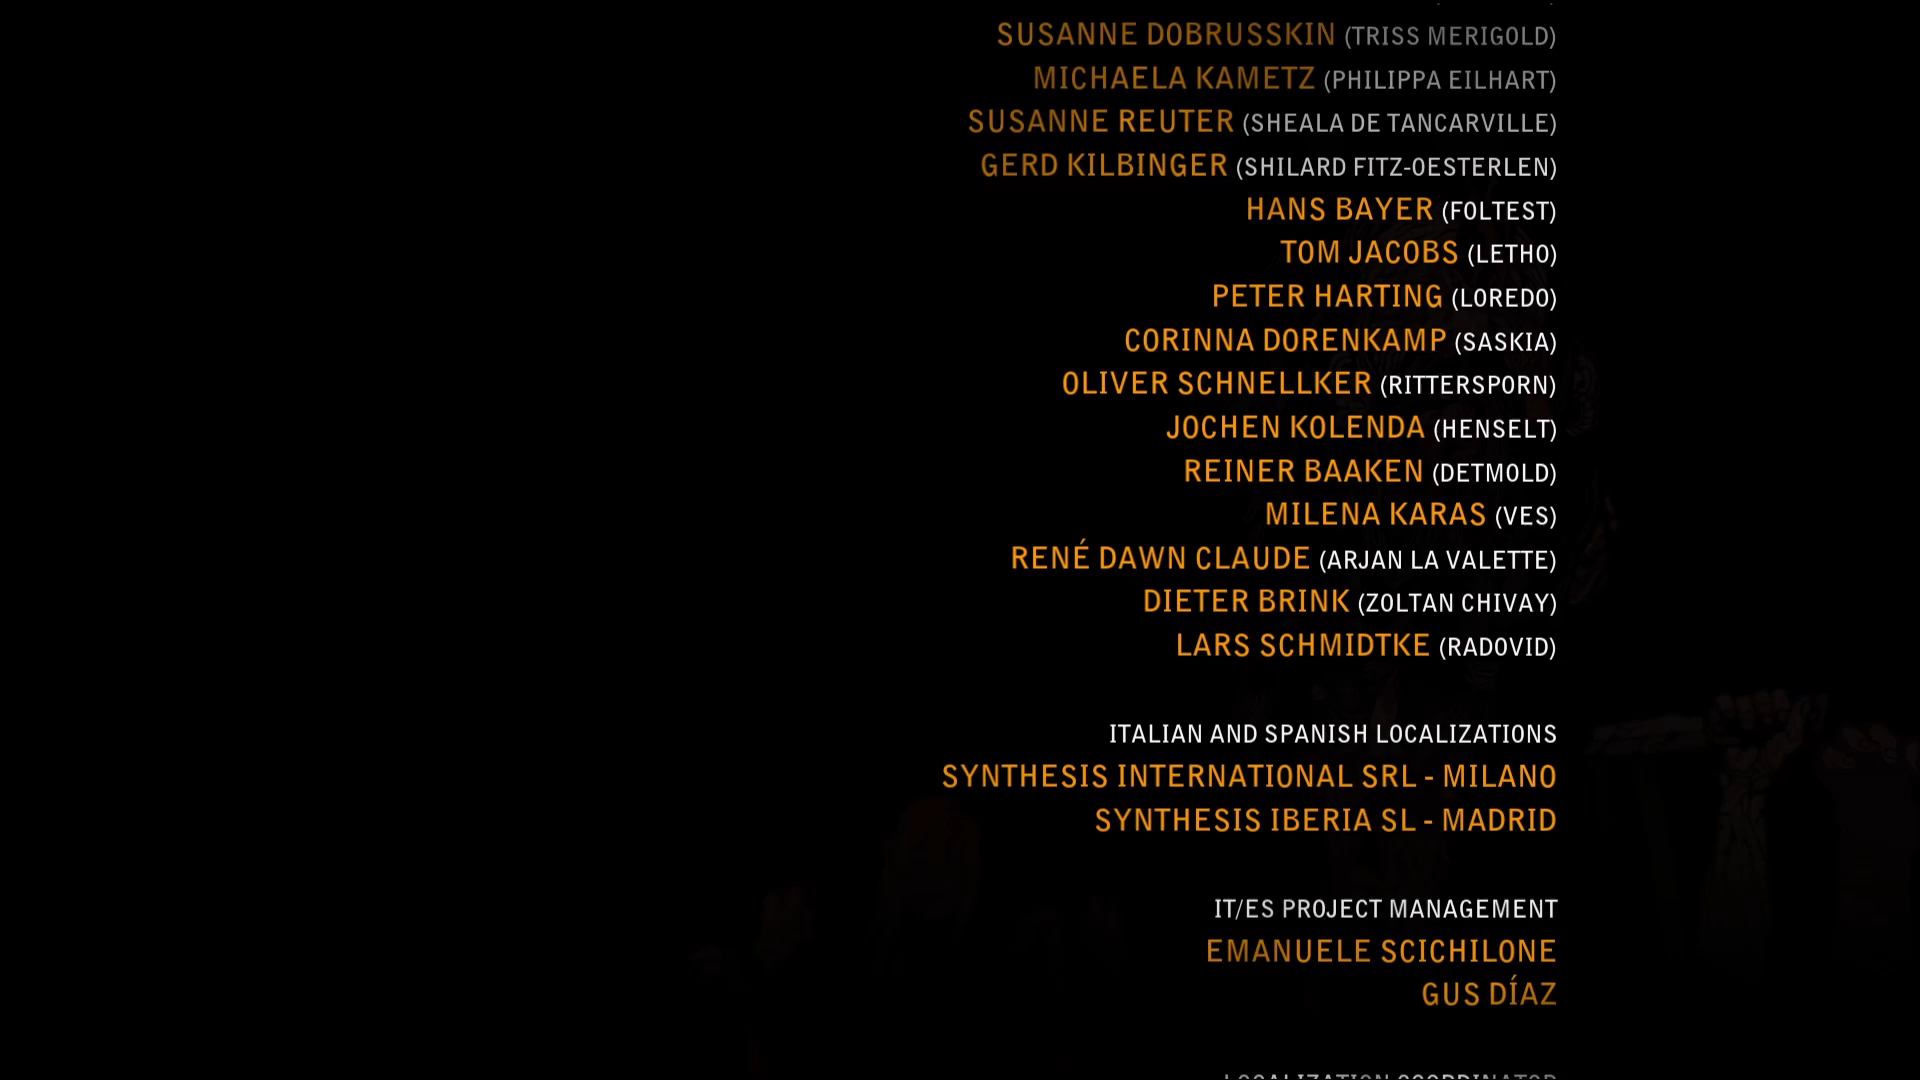 SUSANNE DOBRUSSKIN (TRISS MERIGOLD)
MICHAELA KAMETZ (PHILIPPA EILHART)
SUSANNE REUTER (SHEALA DE TANCARVILLE)
GERD KILBINGER (SHILARD FITZ-OESTERLEN)
HANS BAYER (FOLTEST)
TOM JACOBS (LETHO)
PETER HARTING (LOREDO)
CORINNA DORENKAMP (SASKIA)
OLIVER SCHNELLKER (RITTERSPORN)
JOCHEN KOLENDA (HENSELT)
REINER BAAKEN (DETMOLD)
MILENA KARAS (VES)
RENÉ DAWN CLAUDE (ARJAN LA VALETTE)
DIETER BRINK (ZOLTAN CHIVAY)
LARS SCHMIDTKE (RADOVID)
ITALIAN AND SPANISH LOCALIZATIONS
SYNTHESIS INTERNATIONAL SRL - MILANO
SYNTHESIS IBERIA SL - MADRID
IT/ES PROJECT MANAGEMENT
EMANUELE SCICHILONE
GUS DÍAZ
LOCALIZATION COORDINATOR